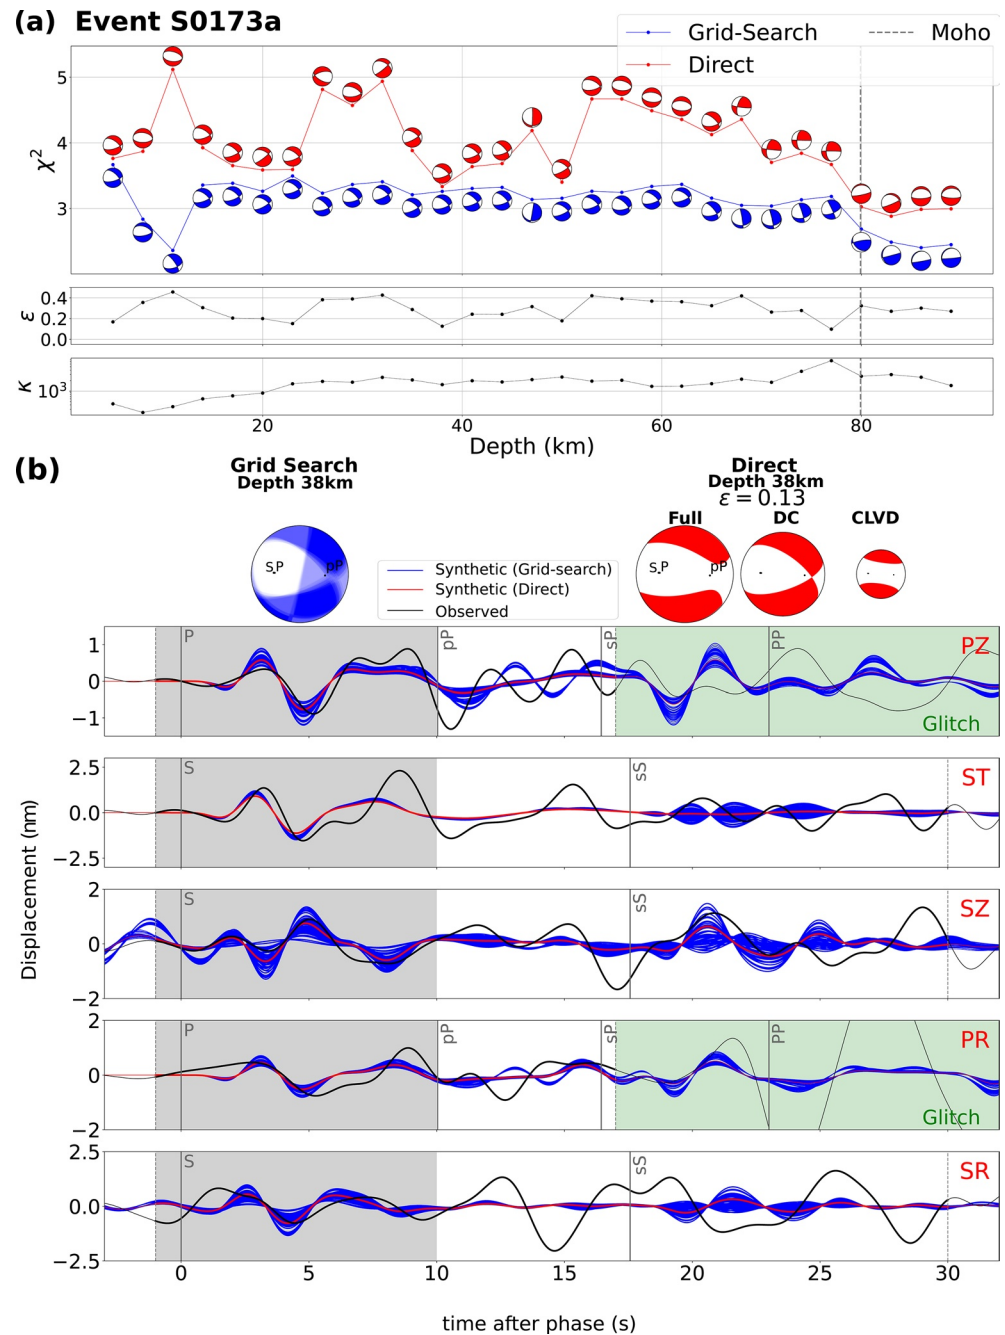 (a) Event S0173a
Grid-Search
Direct
Moho
5
4
3
χ²
0.4
0.2
0.0
ε
10³
κ
20 40 60 80
Depth (km)
(b)
Grid Search
Depth 38km
Direct
Depth 38km
ε = 0.13
Full DC CLVD
S P pP
S P pP
Synthetic (Grid-search)
Synthetic (Direct)
Observed
1
0
−1
P pP sP PP
PZ
Glitch
2.5
0.0
−2.5
S sS
ST
2
0
−2
S sS
SZ
2
0
−2
P pP sP PP
PR
Glitch
2.5
0.0
−2.5
S sS
SR
Displacement (nm)
0 5 10 15 20 25 30
time after phase (s)